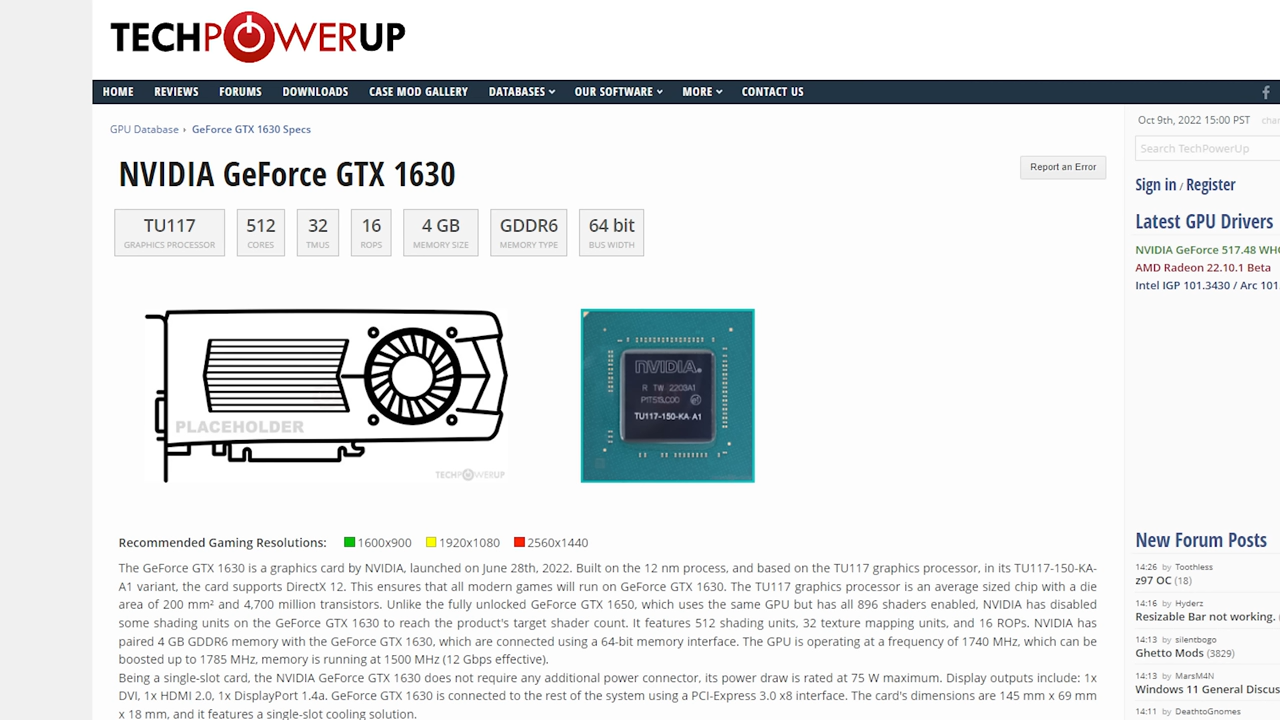 TECHPOWERUP
HOME REVIEWS FORUMS DOWNLOADS CASE MOD GALLERY DATABASES OUR SOFTWARE MORE CONTACT US
GPU Database › GeForce GTX 1630 Specs
Oct 9th, 2022 15:00 PST
NVIDIA GeForce GTX 1630
Report an Error
Search TechPowerUp
Sign in / Register
TU117 512 32 16 4 GB GDDR6 64 bit
GRAPHICS PROCESSOR CORES TMUS ROPS MEMORY SIZE MEMORY TYPE BUS WIDTH
Latest GPU Drivers
NVIDIA GeForce 517.48 WH
AMD Radeon 22.10.1 Beta
Intel IGP 101.3430 / Arc 101.
PLACEHOLDER
TECHPOWERUP
NVIDIA.
R TW 2203A1
TU117-150-KA-A1
Recommended Gaming Resolutions: 1600x900 1920x1080 2560x1440
The GeForce GTX 1630 is a graphics card by NVIDIA, launched on June 28th, 2022. Built on the 12 nm process, and based on the TU117 graphics processor, in its TU117-150-KA-
A1 variant, the card supports DirectX 12. This ensures that all modern games will run on GeForce GTX 1630. The TU117 graphics processor is an average sized chip with a die
area of 200 mm² and 4,700 million transistors. Unlike the fully unlocked GeForce GTX 1650, which uses the same GPU but has all 896 shaders enabled, NVIDIA has disabled
some shading units on the GeForce GTX 1630 to reach the product's target shader count. It features 512 shading units, 32 texture mapping units, and 16 ROPs. NVIDIA has
paired 4 GB GDDR6 memory with the GeForce GTX 1630, which are connected using a 64-bit memory interface. The GPU is operating at a frequency of 1740 MHz, which can be
boosted up to 1785 MHz, memory is running at 1500 MHz (12 Gbps effective).
Being a single-slot card, the NVIDIA GeForce GTX 1630 does not require any additional power connector, its power draw is rated at 75 W maximum. Display outputs include: 1x
DVI, 1x HDMI 2.0, 1x DisplayPort 1.4a. GeForce GTX 1630 is connected to the rest of the system using a PCI-Express 3.0 x8 interface. The card's dimensions are 145 mm x 69 mm
x 18 mm, and it features a single-slot cooling solution.
New Forum Posts
14:26 by Toothless
z97 OC (18)
14:16 by Hyderz
Resizable Bar not working.
14:13 by silentbogo
Ghetto Mods (3829)
14:13 by MarsM4N
Windows 11 General Discus
14:11 by DeathtoGnomes